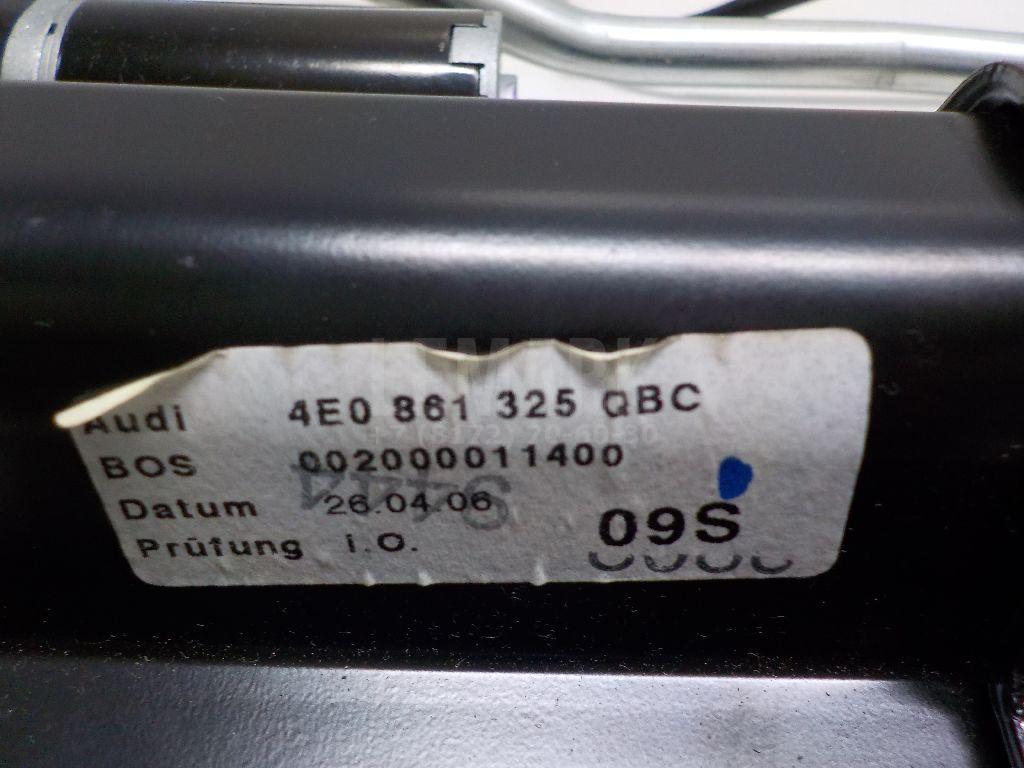 Audi 4E0 861 325 QBC
BOS 002000011400
Datum 26.04.06
Prüfung i.O.
09S